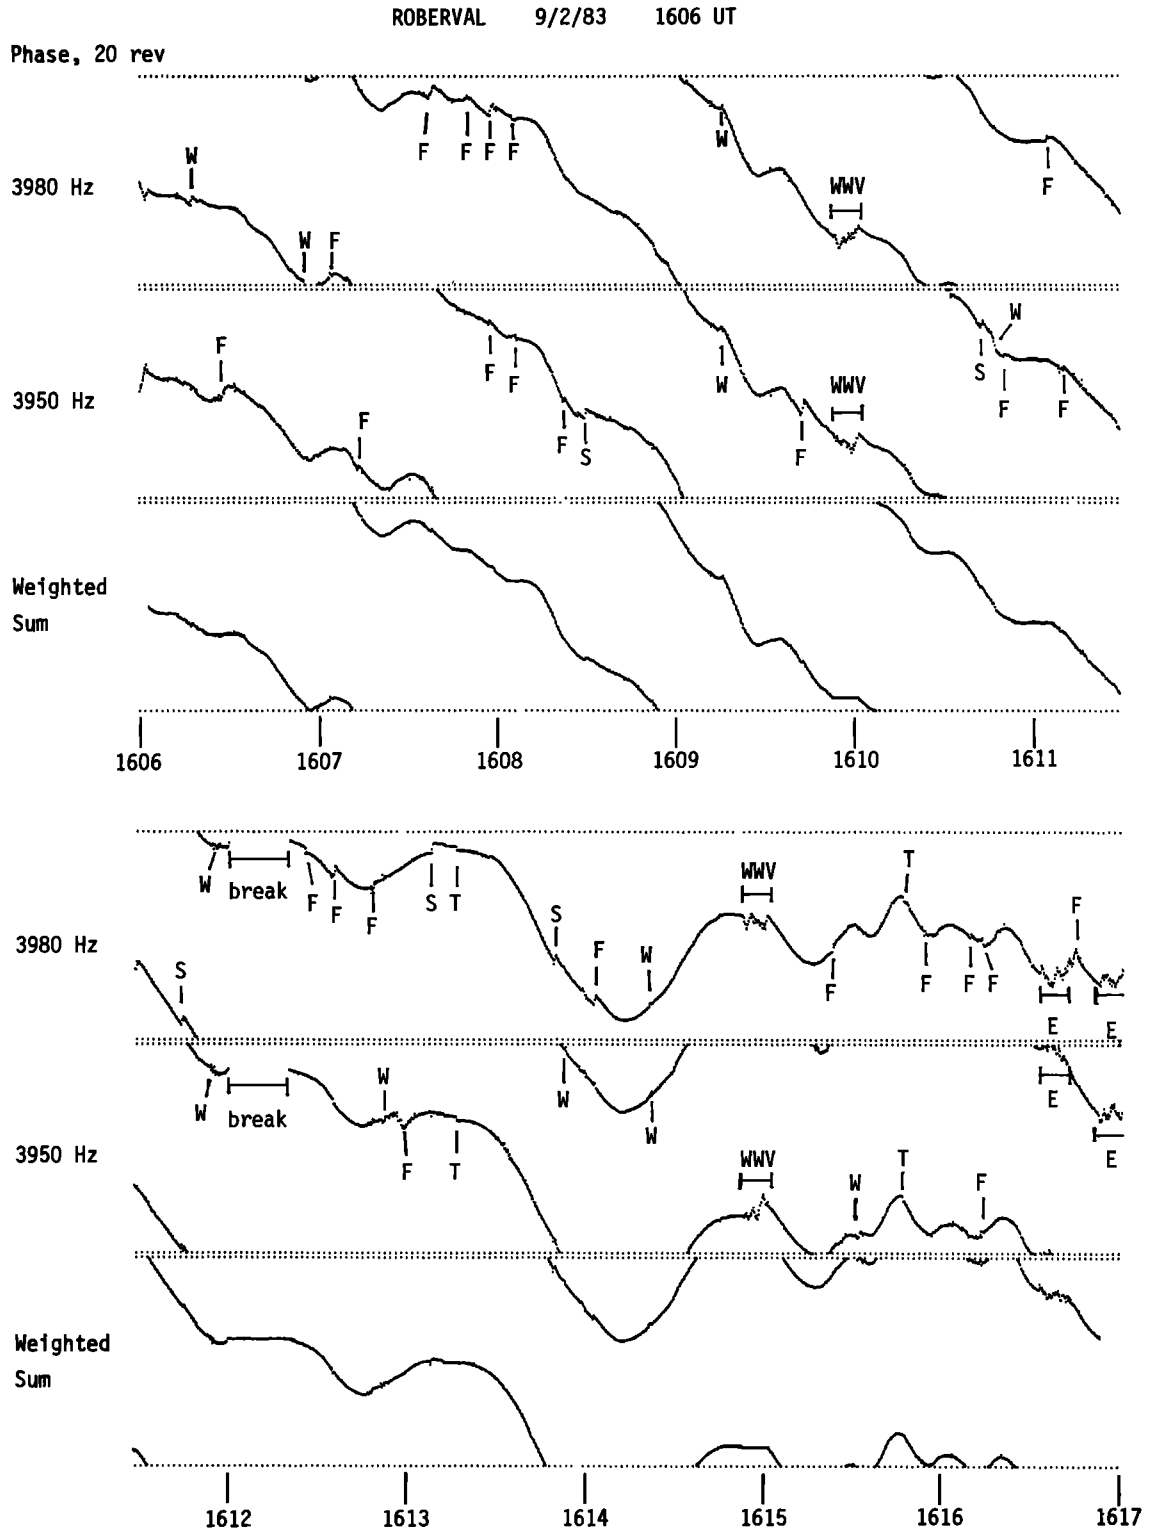 ROBERVAL 9/2/83 1606 UT
Phase, 20 rev
W
3980 Hz
W F
F F F F
W
WWV
F
F
3950 Hz
F
F F
F S
W
F
WWV
W
S
F F
Weighted
Sum
1606 1607 1608 1609 1610 1611
3980 Hz
S
W
break
F F F
S T
S
F
W
WWV
F
T
F F F
F
E E
3950 Hz
W
break
W
F T
W
W
WWV
W
T
F
E
E
Weighted
Sum
1612 1613 1614 1615 1616 1617